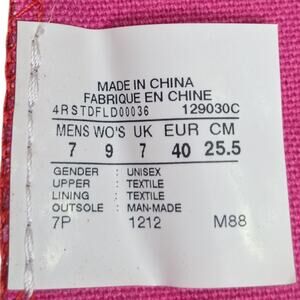 MADE IN CHINA
FABRIQUE EN CHINE
4RSTDFLD00036 129030C
MENS WO'S UK EUR CM
7 9 7 40 25.5
GENDER : UNISEX
UPPER : TEXTILE
LINING : TEXTILE
OUTSOLE : MAN-MADE
7P 1212 M88